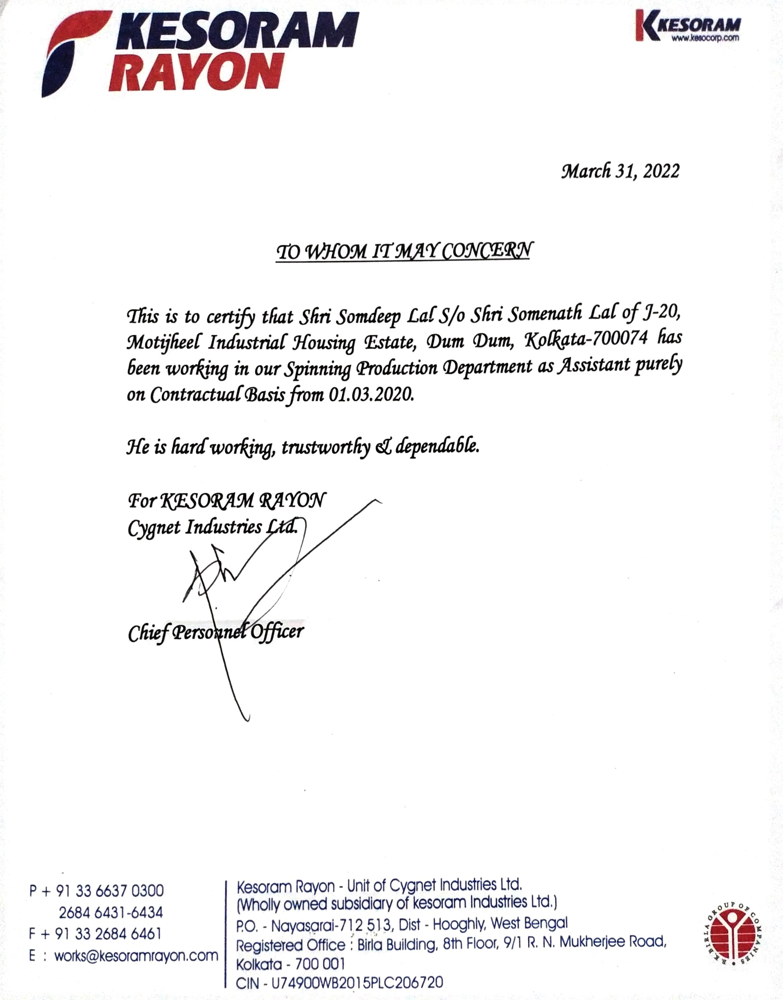 KESORAM
RAYON
KKESORAM
www.kesocorp.com
March 31, 2022
TO WHOM IT MAY CONCERN
This is to certify that Shri Somdeep Lal S/o Shri Somenath Lal of J-20,
Motijheel Industrial Housing Estate, Dum Dum, Kolkata-700074 has
been working in our Spinning Production Department as Assistant purely
on Contractual Basis from 01.03.2020.
He is hard working, trustworthy & dependable.
For KESORAM RAYON
Cygnet Industries Ltd.
Chief Personnel Officer
P + 91 33 6637 0300
2684 6431-6434
F + 91 33 2684 6461
E : works@kesoramrayon.com
Kesoram Rayon - Unit of Cygnet Industries Ltd.
(Wholly owned subsidiary of kesoram Industries Ltd.)
P.O. - Nayasarai-712 513, Dist - Hooghly, West Bengal
Registered Office : Birla Building, 8th Floor, 9/1 R. N. Mukherjee Road,
Kolkata - 700 001
CIN - U74900WB2015PLC206720
B.K. BIRLA GROUP OF COMPANIES